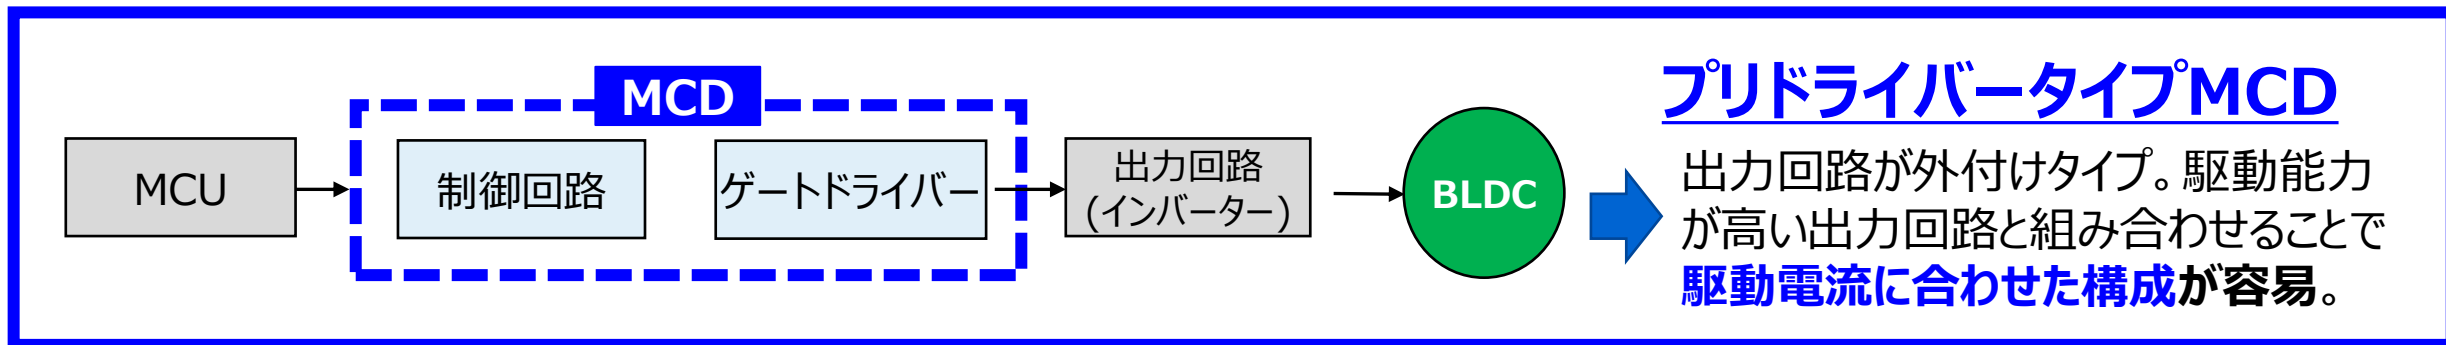 MCD
MCU
制御回路
ゲートドライバー
出力回路
(インバーター)
BLDC
プリドライバータイプMCD
出力回路が外付けタイプ。駆動能力
が高い出力回路と組み合わせることで
駆動電流に合わせた構成が容易。